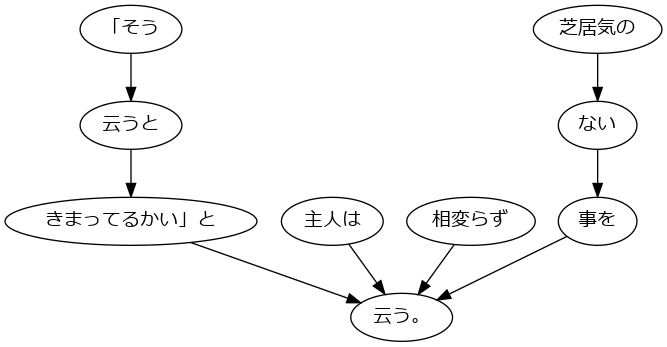 「そう
芝居気の
云うと
ない
きまってるかい」と
主人は
相変らず
事を
云う。